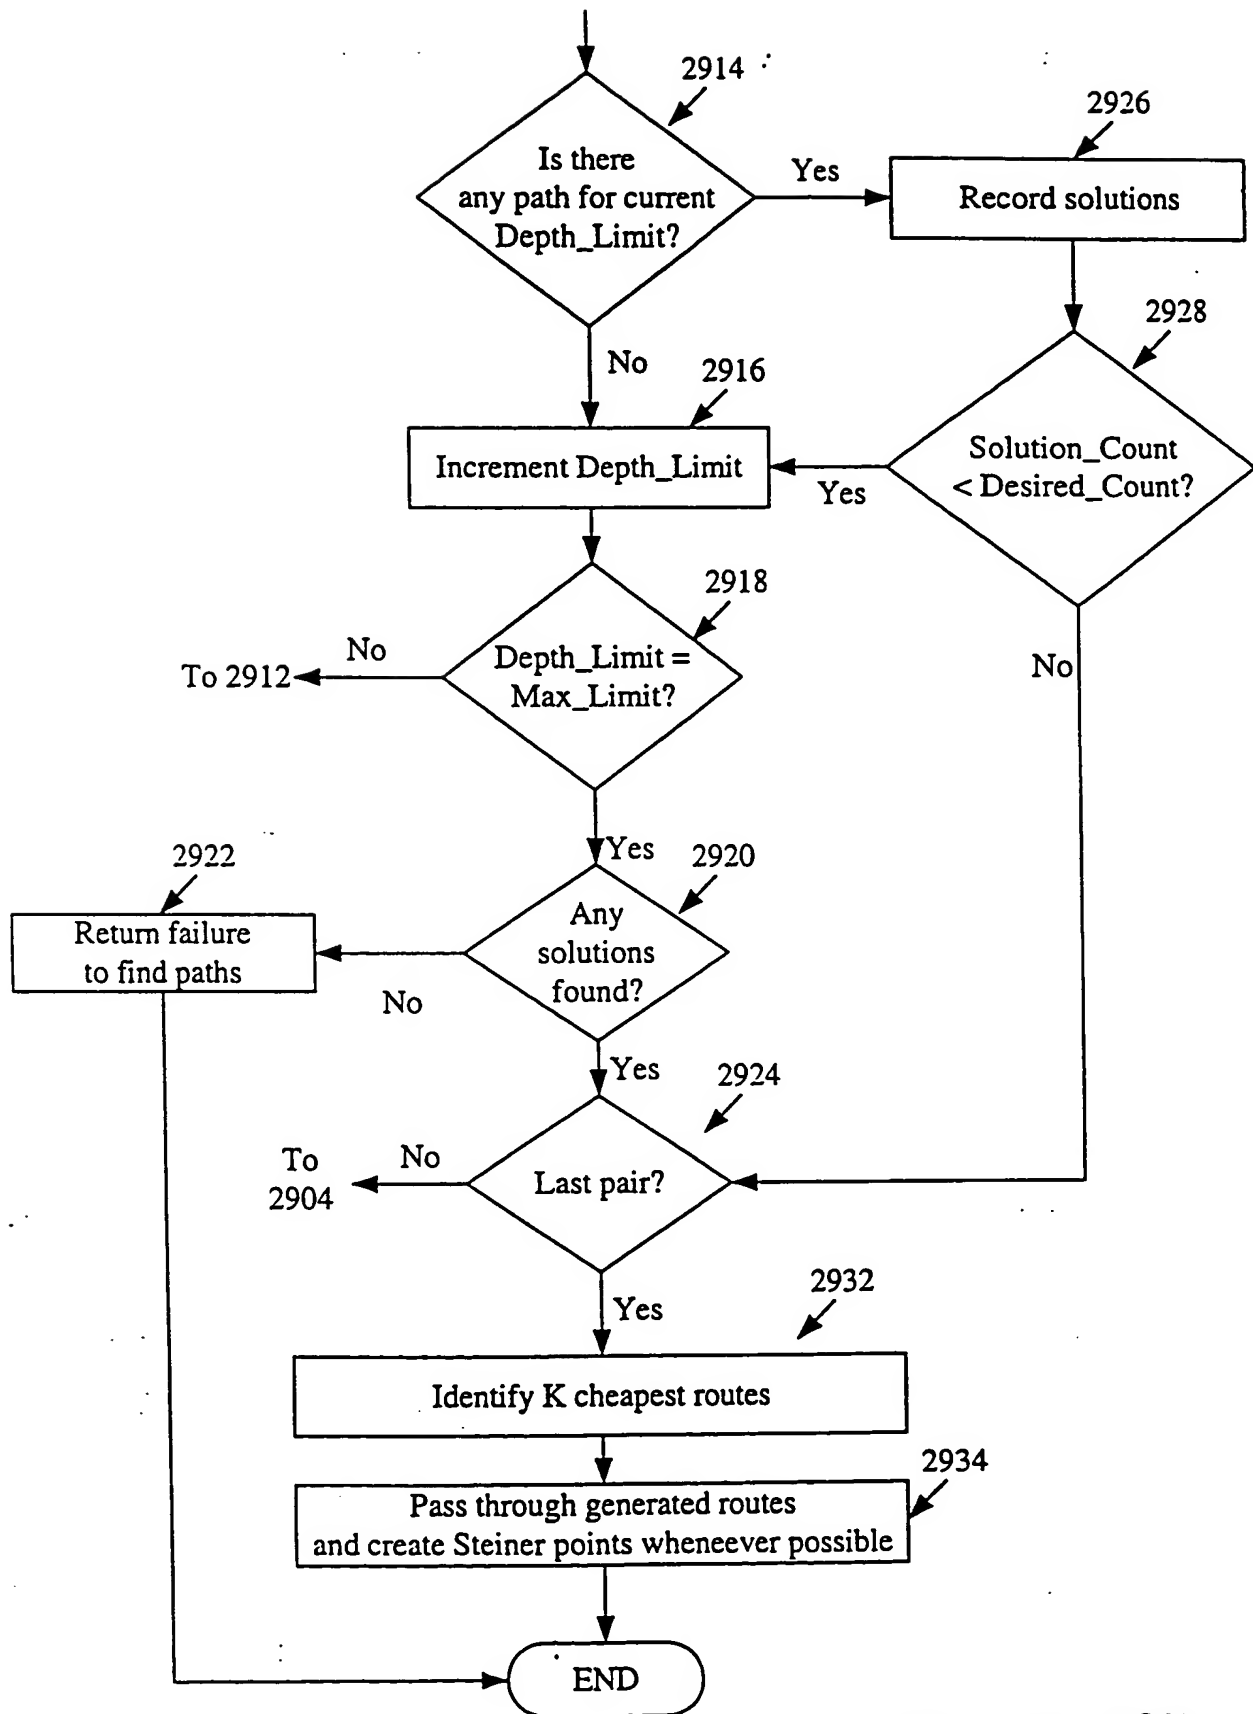 2914
2926
Is there
any path for current
Depth_Limit?
Yes
Record solutions
2928
No
2916
Increment Depth_Limit
Yes
Solution_Count
< Desired_Count?
2918
No
To 2912
Depth_Limit =
Max_Limit?
No
Yes
2920
2922
Return failure
to find paths
Any
solutions
found?
No
Yes
2924
To
2904
No
Last pair?
2932
Yes
Identify K cheapest routes
2934
Pass through generated routes
and create Steiner points wheneever possible
END